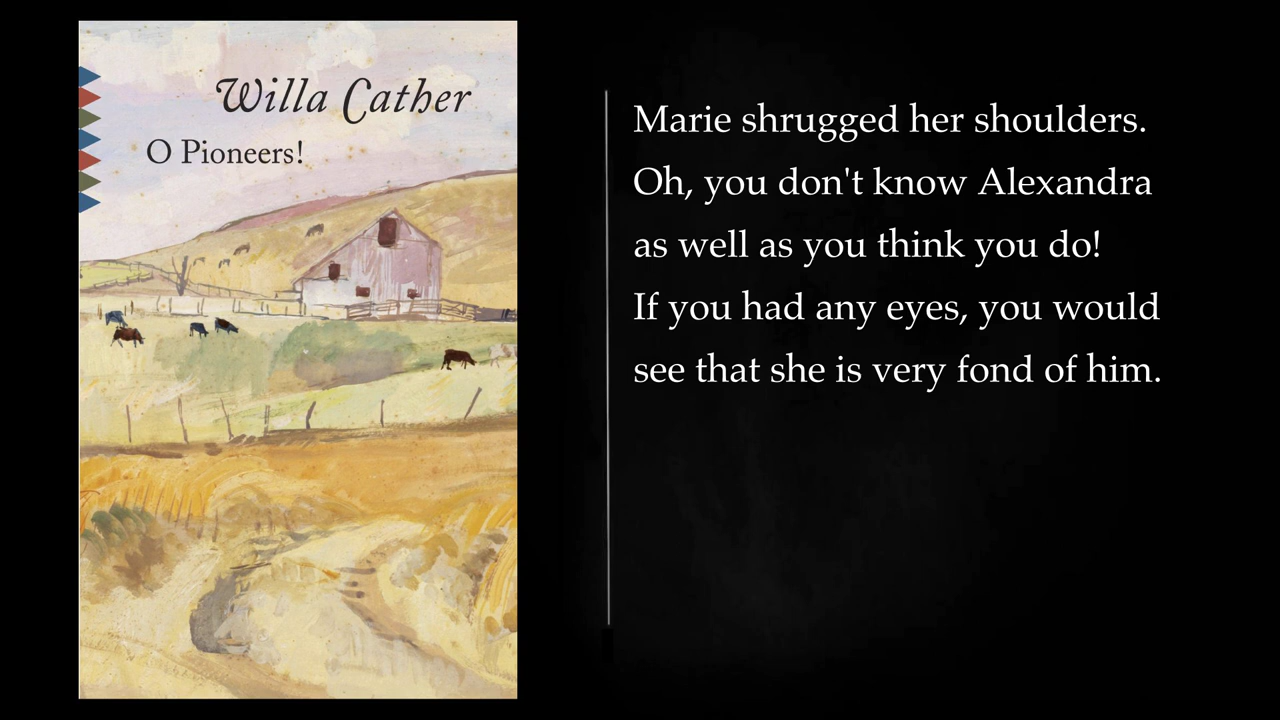 Willa Cather
O Pioneers!
Marie shrugged her shoulders.
Oh, you don't know Alexandra
as well as you think you do!
If you had any eyes, you would
see that she is very fond of him.